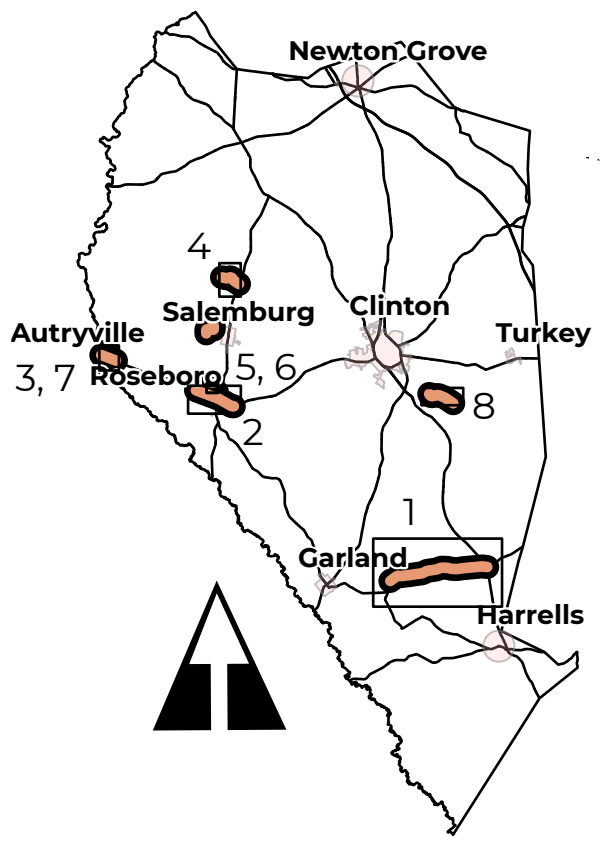 Newton Grove
4
Salemburg
Clinton
Autryville
Turkey
3, 7
Roseboro
5, 6
8
2
1
Garland
Harrells